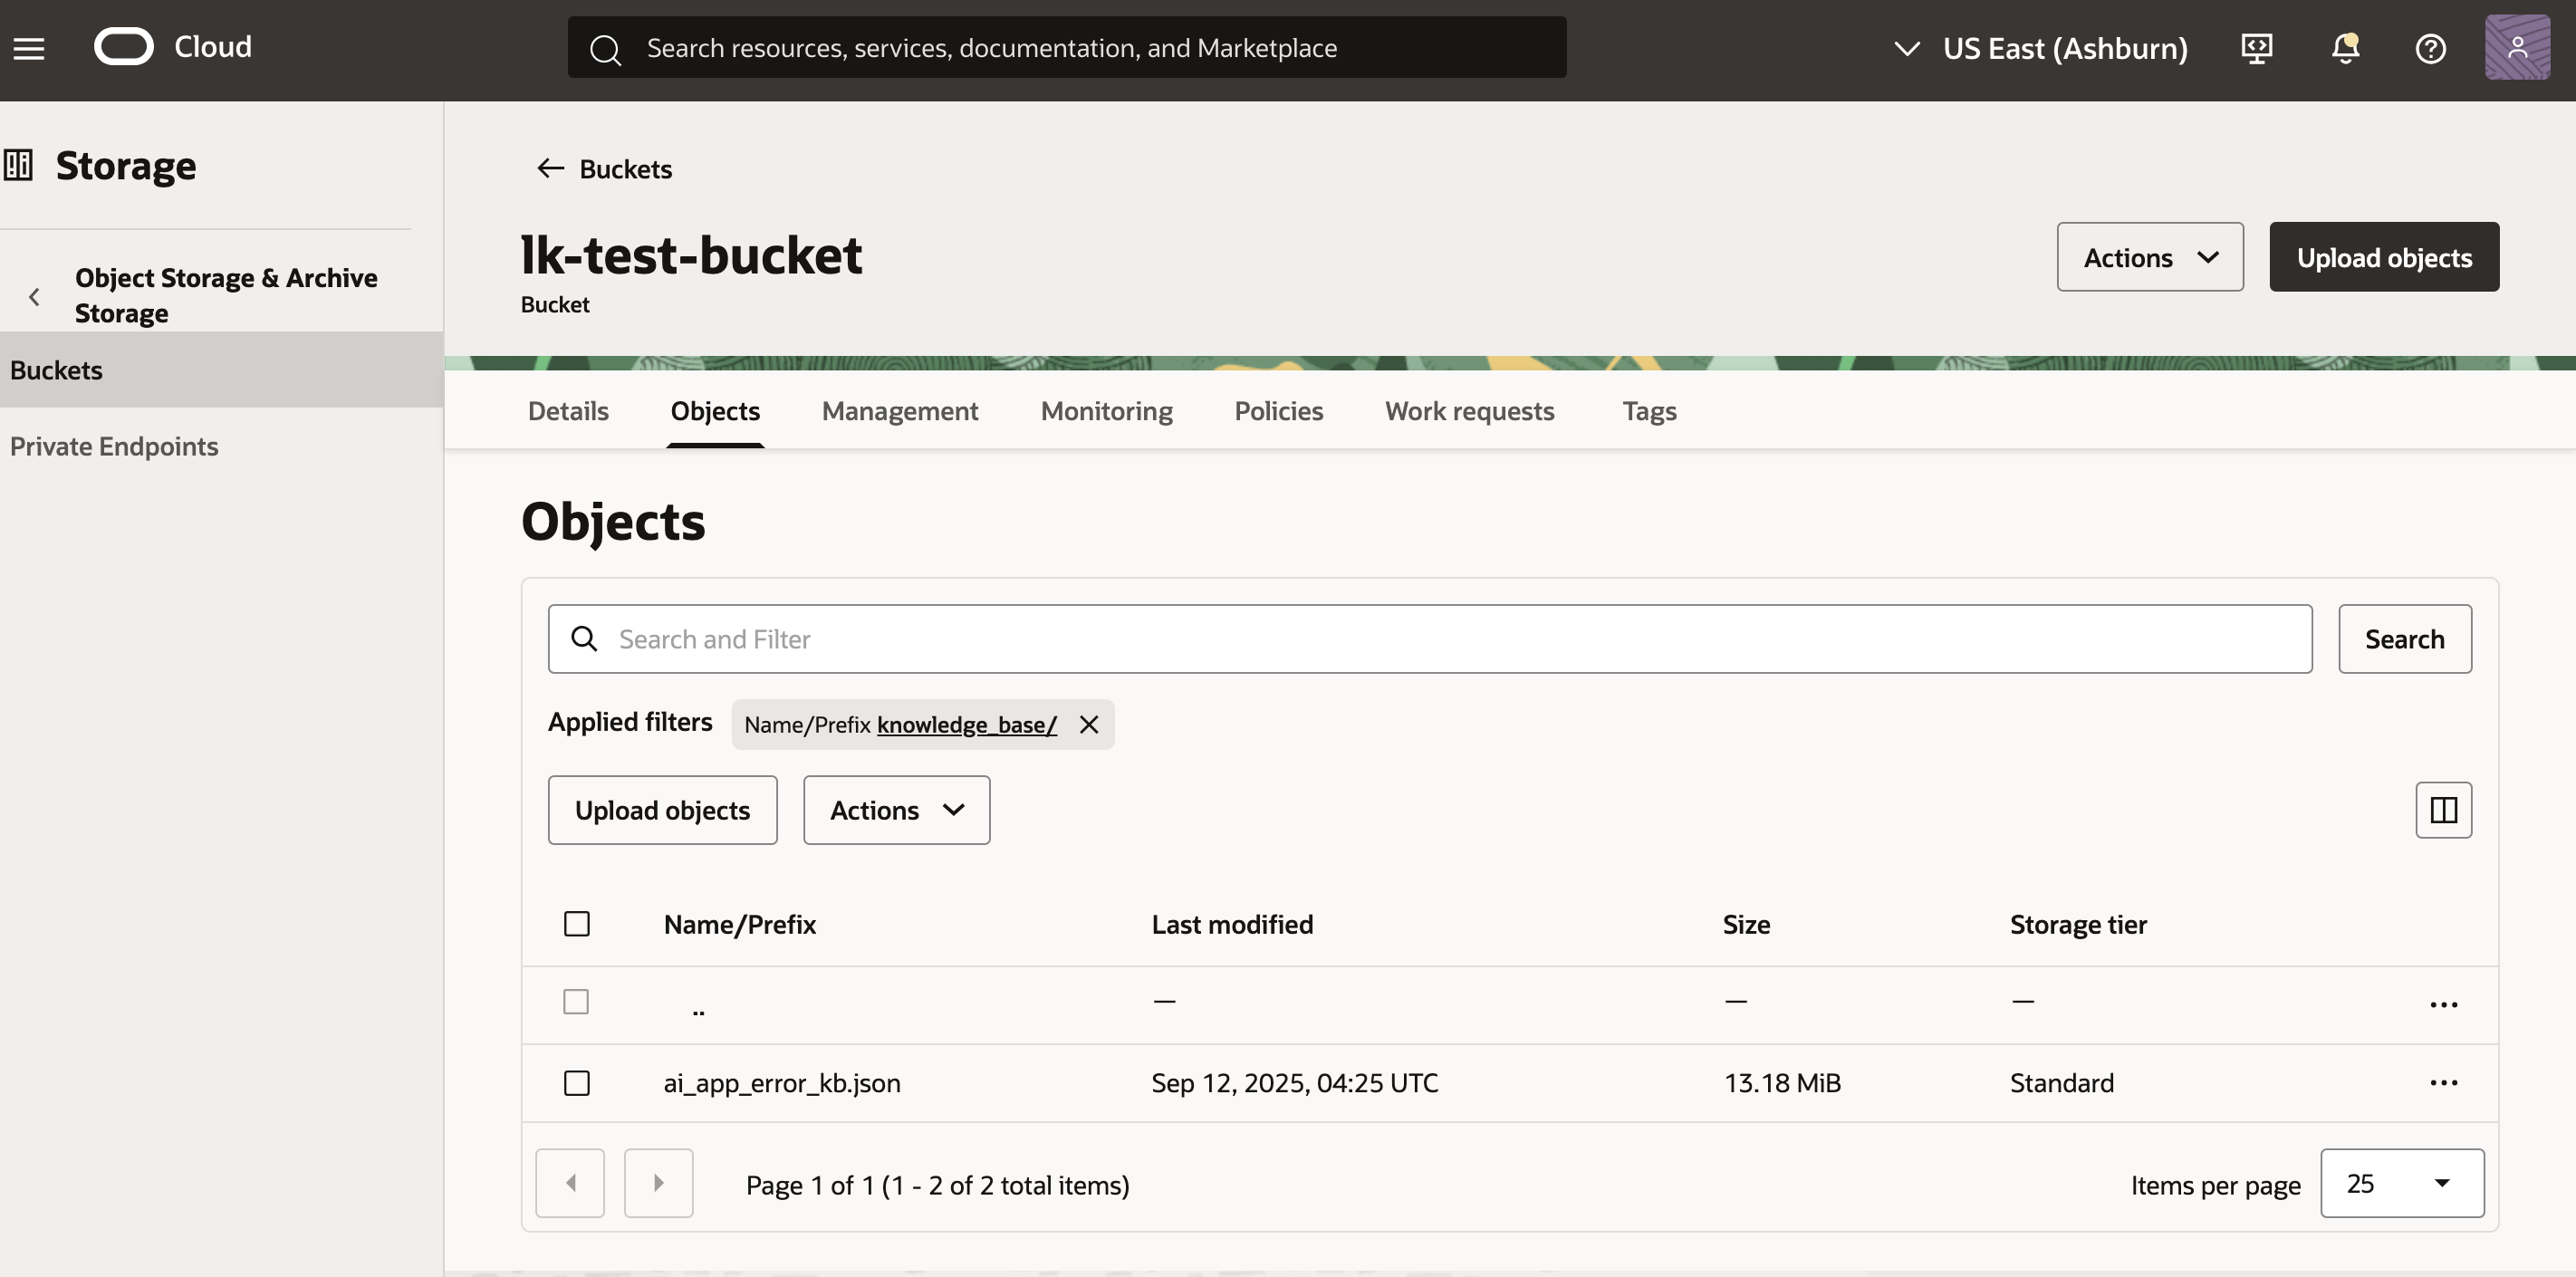 Cloud
Search resources, services, documentation, and Marketplace
US East (Ashburn)
Storage
Object Storage & Archive
Storage
Buckets
Private Endpoints
Buckets
lk-test-bucket
Bucket
Actions
Upload objects
Details Objects Management Monitoring Policies Work requests Tags
Objects
Search and Filter
Search
Applied filters Name/Prefix knowledge_base/
Upload objects Actions
Name/Prefix Last modified Size Storage tier
.. — — —
ai_app_error_kb.json Sep 12, 2025, 04:25 UTC 13.18 MiB Standard
Page 1 of 1 (1 - 2 of 2 total items) Items per page 25